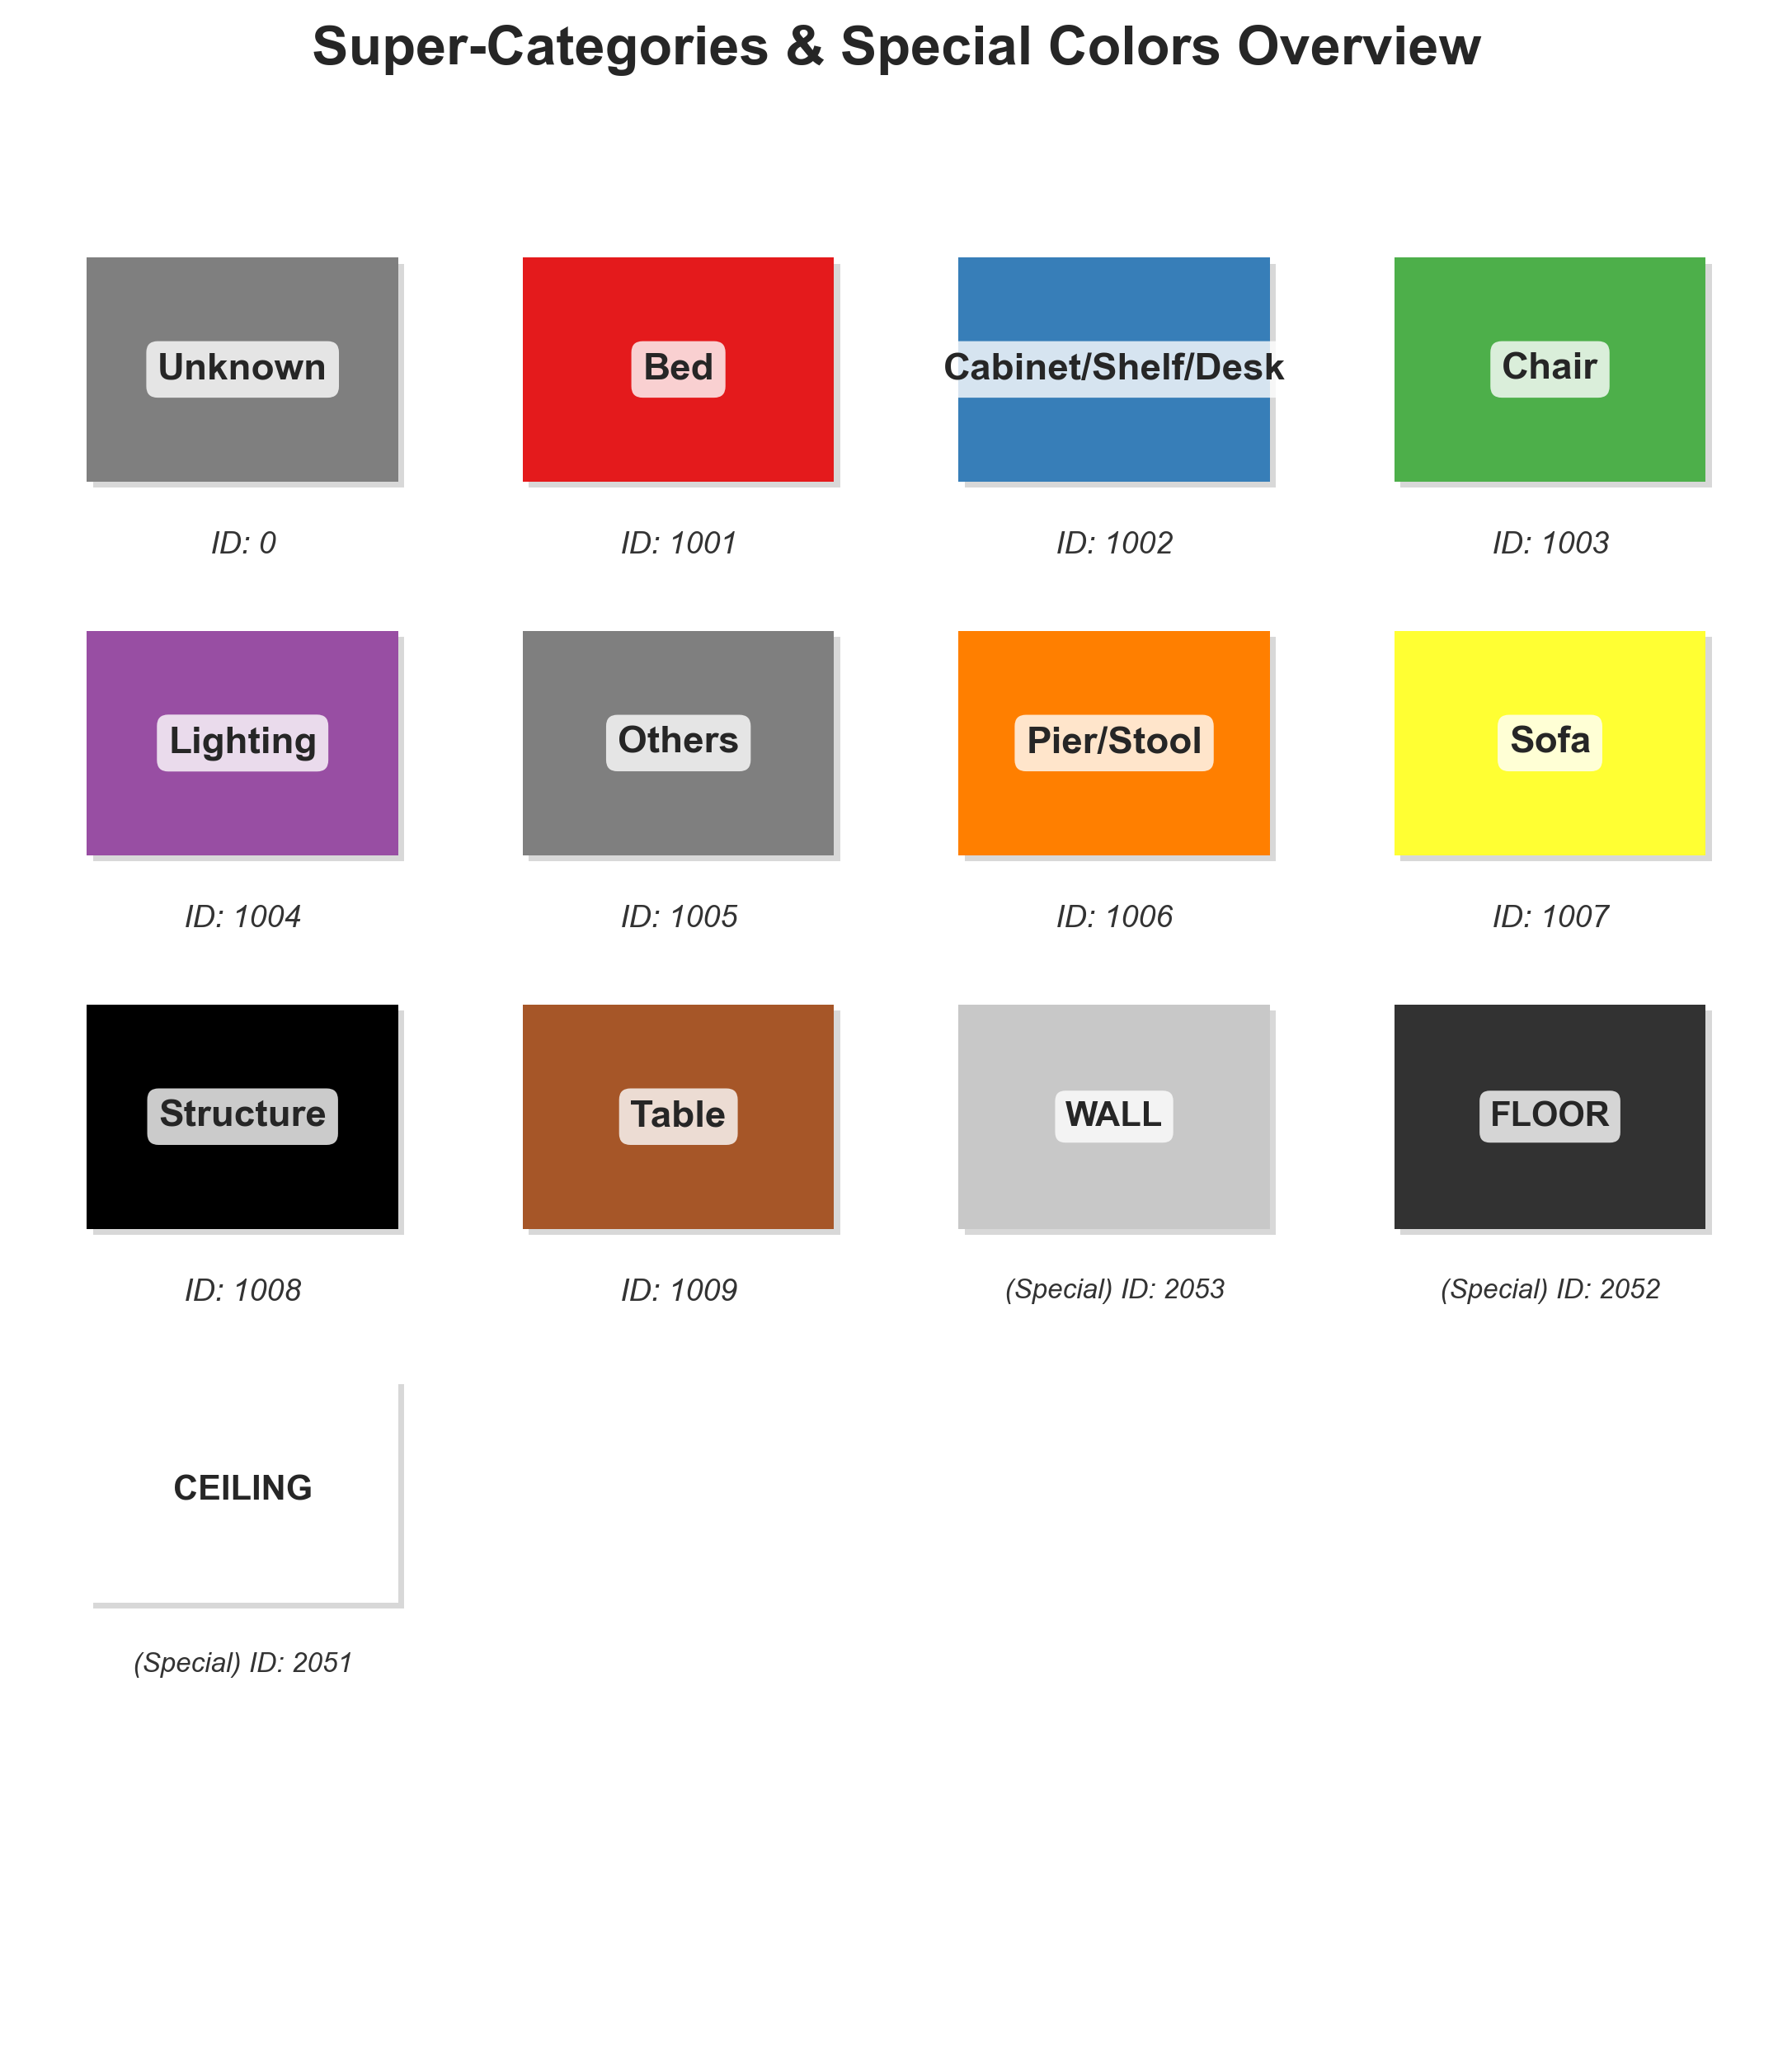 Super-Categories & Special Colors Overview
Unknown
Bed
Cabinet/Shelf/Desk
Chair
ID: 0
ID: 1001
ID: 1002
ID: 1003
Lighting
Others
Pier/Stool
Sofa
ID: 1004
ID: 1005
ID: 1006
ID: 1007
Structure
Table
WALL
FLOOR
ID: 1008
ID: 1009
(Special) ID: 2053
(Special) ID: 2052
CEILING
(Special) ID: 2051